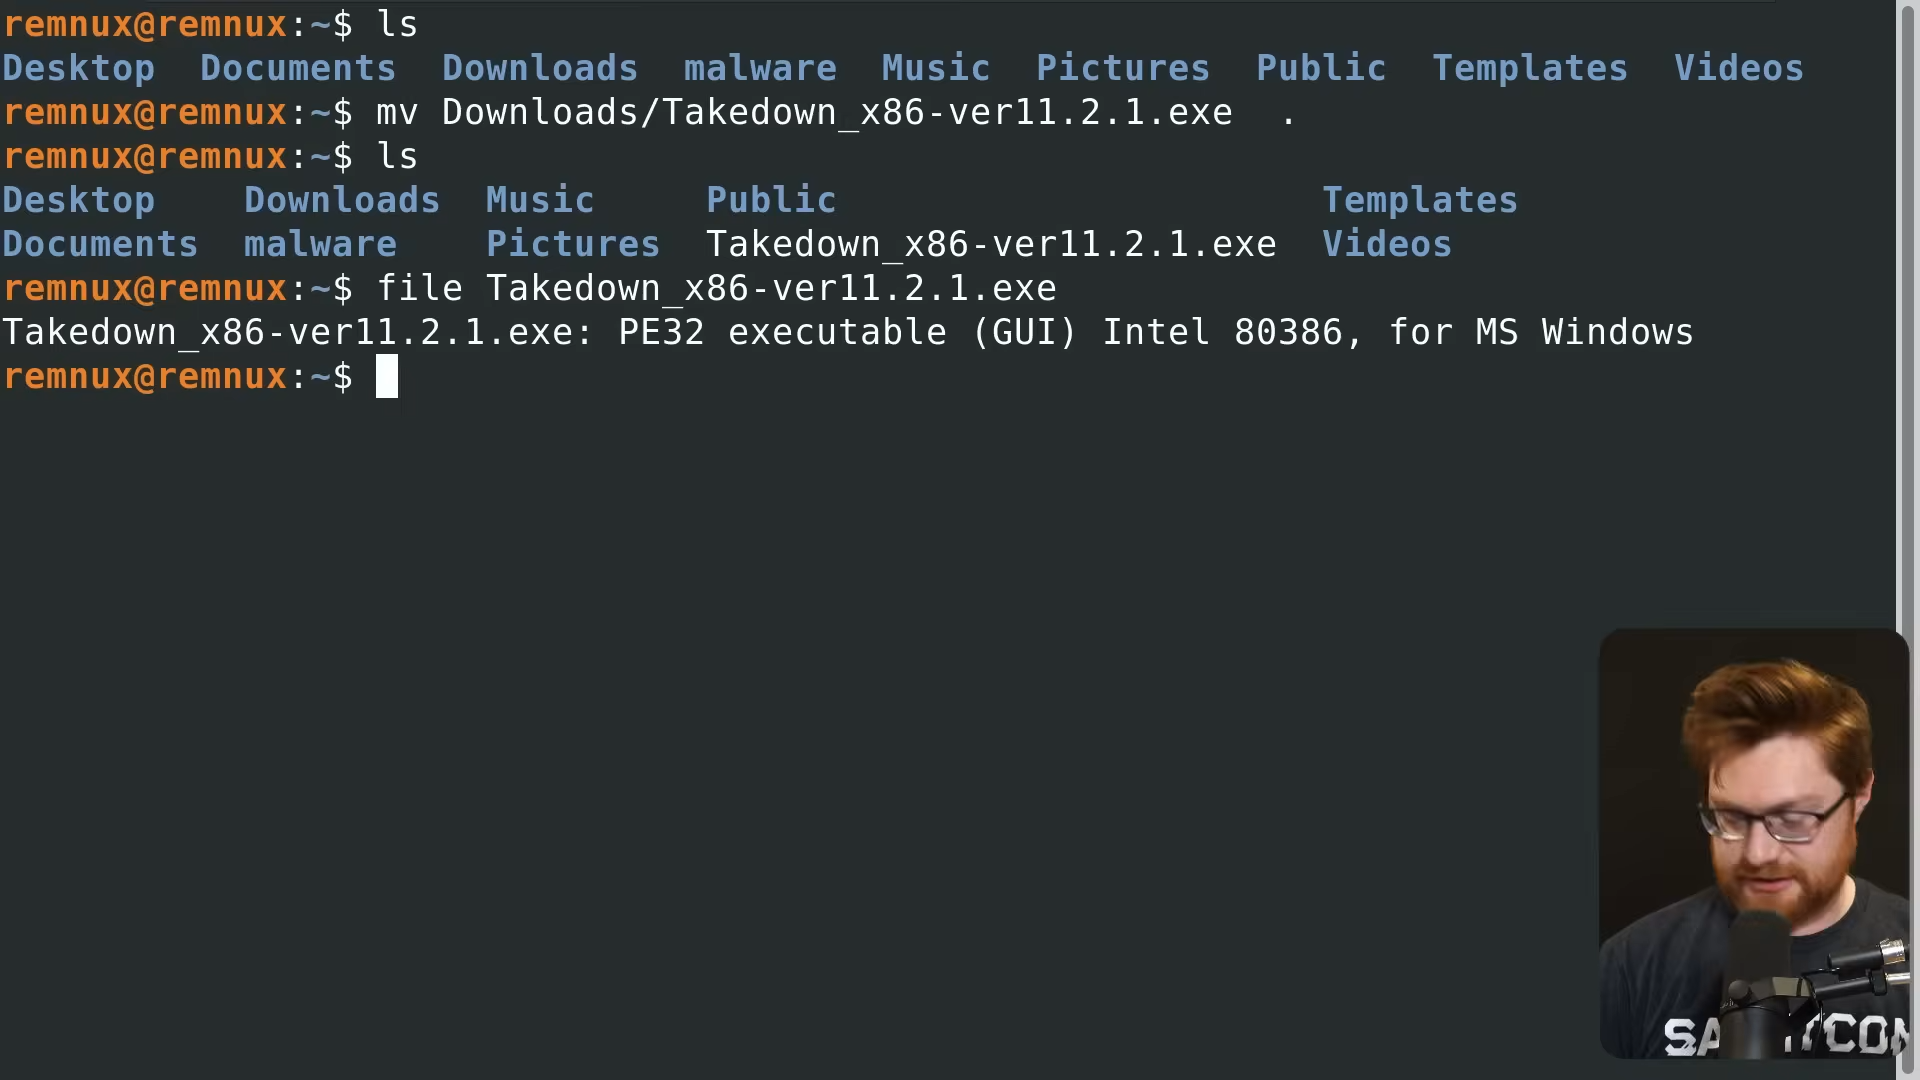 remnux@remnux:~$ ls
Desktop  Documents  Downloads  malware  Music  Pictures  Public  Templates  Videos
remnux@remnux:~$ mv Downloads/Takedown_x86-ver11.2.1.exe  .
remnux@remnux:~$ ls
Desktop    Downloads  Music     Public                      Templates
Documents  malware    Pictures  Takedown_x86-ver11.2.1.exe  Videos
remnux@remnux:~$ file Takedown_x86-ver11.2.1.exe
Takedown_x86-ver11.2.1.exe: PE32 executable (GUI) Intel 80386, for MS Windows
remnux@remnux:~$